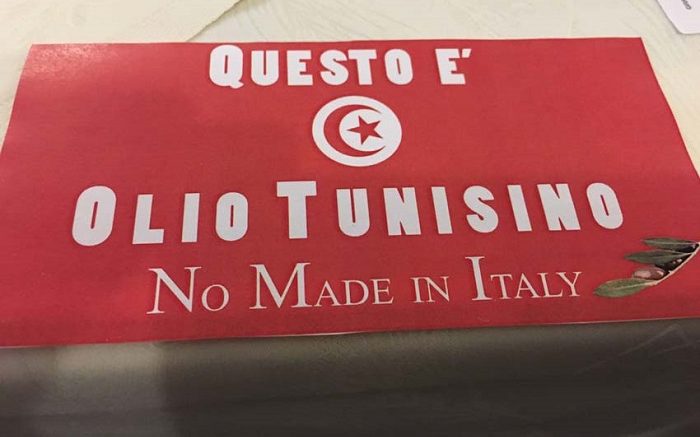 QUESTO E'
OLIO TUNISINO
NO MADE IN ITALY